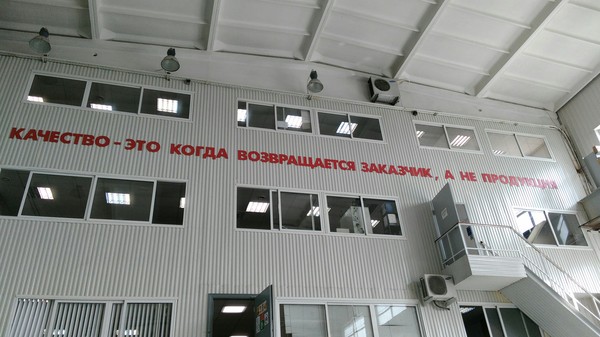 КАЧЕСТВО - ЭТО КОГДА ВОЗВРАЩАЕТСЯ ЗАКАЗЧИК, А НЕ ПРОДУКЦИЯ